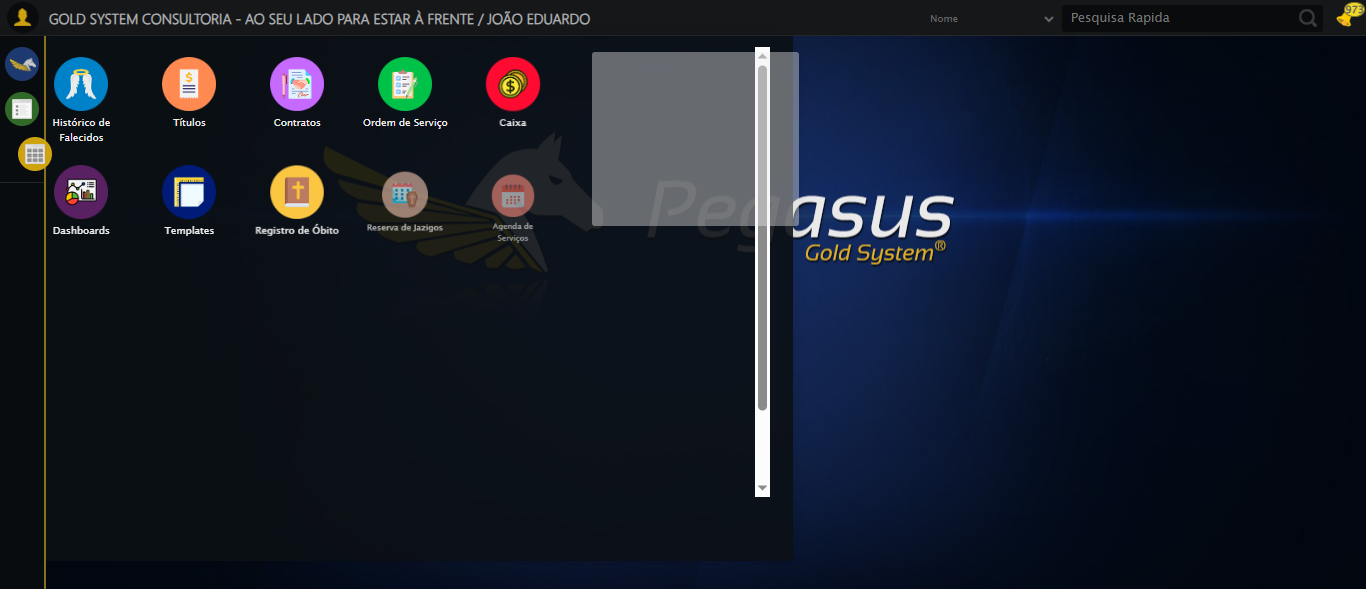 GOLD SYSTEM CONSULTORIA - AO SEU LADO PARA ESTAR À FRENTE / JOÃO EDUARDO
Nome
Pesquisa Rapida
973
Histórico de
Falecidos
Títulos
Contratos
Ordem de Serviço
Caixa
Dashboards
Templates
Registro de Óbito
Reserva de Jazigos
Agenda de
Serviços
Pegasus
Gold System®